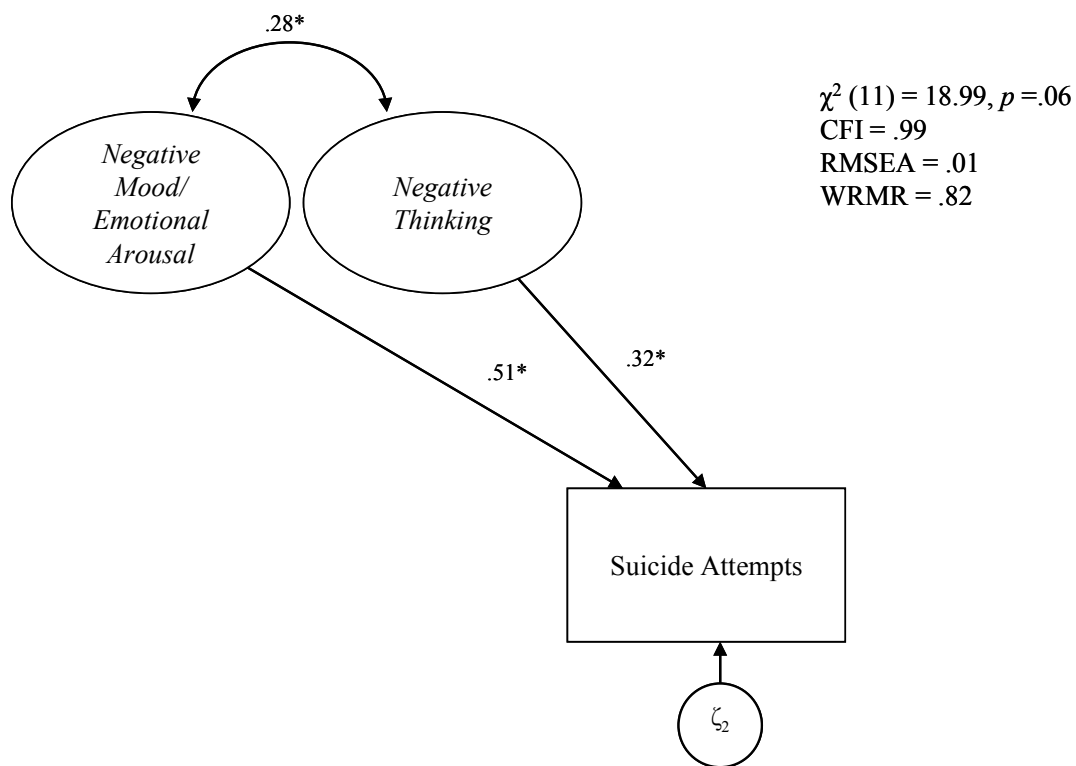 .28*
χ² (11) = 18.99, p =.06
CFI = .99
RMSEA = .01
WRMR = .82
Negative
Mood/
Emotional
Arousal
Negative
Thinking
.51*
.32*
Suicide Attempts
ζ₂